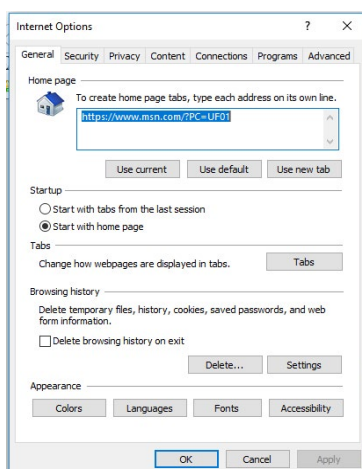 Internet Options
General Security Privacy Content Connections Programs Advanced
Home page
To create home page tabs, type each address on its own line.
https://www.msn.com/?PC=UF01
Use current Use default Use new tab
Startup
Start with tabs from the last session
Start with home page
Tabs
Change how webpages are displayed in tabs. Tabs
Browsing history
Delete temporary files, history, cookies, saved passwords, and web
form information.
Delete browsing history on exit
Delete... Settings
Appearance
Colors Languages Fonts Accessibility
OK Cancel Apply